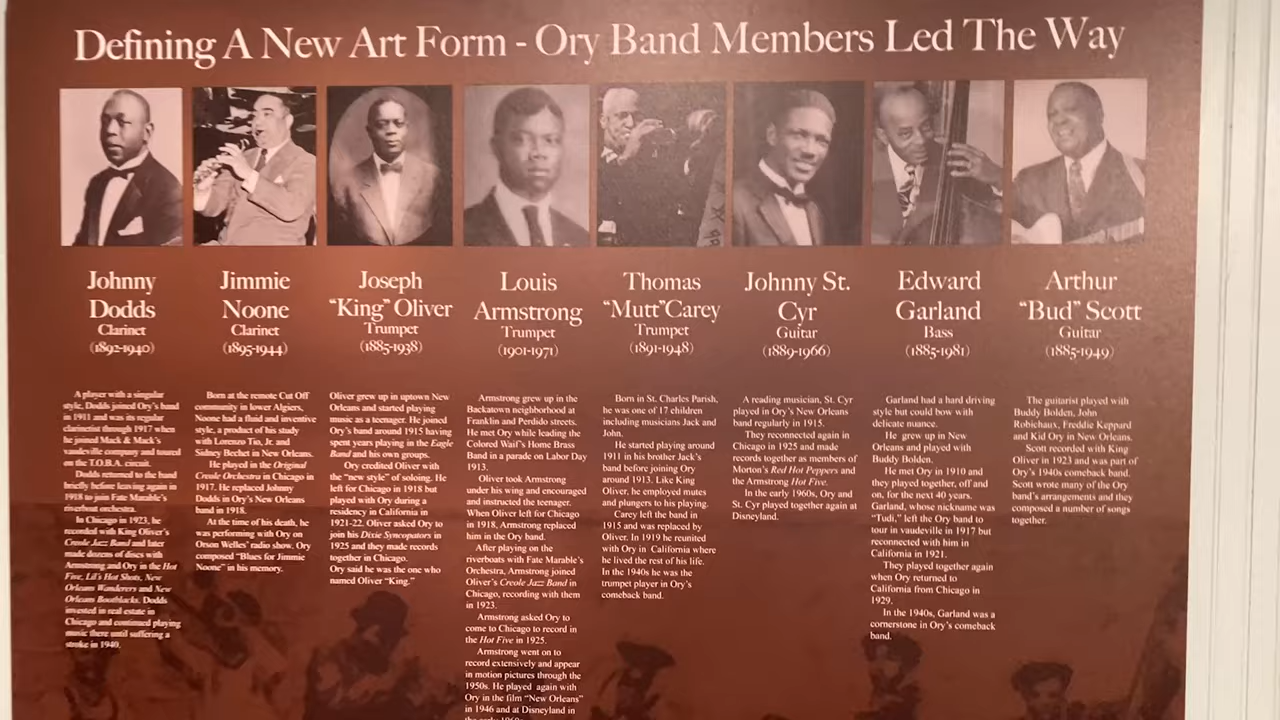 Defining A New Art Form - Ory Band Members Led The Way
Johnny
Dodds
Clarinet
(1892-1940)
A player with a singular
style, Dodds joined Ory's band
in 1911 and was its regular
clarinetist through 1917 when
he joined Mack & Mack's
vaudeville company and toured
on the T.O.B.A. circuit.
Dodds returned to the band
briefly before leaving again in
1918 to join Fate Marable's
riverboat orchestra.
In Chicago in 1923, he
recorded with King Oliver's
Creole Jazz Band and later
made dozens of discs with
Armstrong and Ory in the Hot
Five, Lil's Hot Shots, New
Orleans Wanderers and New
Orleans Bootblacks. Dodds
invested in real estate in
Chicago and continued playing
music there until suffering a
stroke in 1940.
Jimmie
Noone
Clarinet
(1895-1944)
Born at the remote Cut Off
community in lower Algiers,
Noone had a fluid and inventive
style, a product of his study
with Lorenzo Tio, Jr. and
Sidney Bechet in New Orleans.
He played in the Original
Creole Orchestra in Chicago in
1917. He replaced Johnny
Dodds in Ory's New Orleans
band in 1918.
At the time of his death, he
was performing with Ory on
Orson Welles' radio show. Ory
composed "Blues for Jimmie
Noone" in his memory.
Joseph
"King" Oliver
Trumpet
(1885-1938)
Oliver grew up in uptown New
Orleans and started playing
music as a teenager. He joined
Ory's band around 1915 having
spent years playing in the Eagle
Band and his own groups.
Ory credited Oliver with
the "new style" of soloing. He
left for Chicago in 1918 but
played with Ory during a
residency in California in
1921-22. Oliver asked Ory to
join his Dixie Syncopators in
1925 and they made records
together in Chicago.
Ory said he was the one who
named Oliver "King."
Louis
Armstrong
Trumpet
(1901-1971)
Armstrong grew up in the
Backatown neighborhood at
Franklin and Perdido streets.
He met Ory while leading the
Colored Wait's Home Brass
Band in a parade on Labor Day
1913.
Oliver took Armstrong
under his wing and encouraged
and instructed the teenager.
When Oliver left for Chicago
in 1918, Armstrong replaced
him in the Ory band.
After playing on the
riverboats with Fate Marable's
Orchestra, Armstrong joined
Oliver's Creole Jazz Band in
Chicago, recording with them
in 1923.
Armstrong asked Ory to
come to Chicago to record in
the Hot Five in 1925.
Armstrong went on to
record extensively and appear
in motion pictures through the
1950s. He played again with
Ory in the film "New Orleans"
in 1946 and at Disneyland in
Thomas
"Mutt"Carey
Trumpet
(1891-1948)
Born in St. Charles Parish,
he was one of 17 children
including musicians Jack and
John.
He started playing around
1911 in his brother Jack's
band before joining Ory
around 1913. Like King
Oliver, he employed mutes
and plungers to his playing.
Carey left the band in
1915 and was replaced by
Oliver. In 1919 he reunited
with Ory in California where
he lived the rest of his life.
In the 1940s he was the
trumpet player in Ory's
comeback band.
Johnny St.
Cyr
Guitar
(1889-1966)
A reading musician, St. Cyr
played in Ory's New Orleans
band regularly in 1915.
They reconnected again in
Chicago in 1925 and made
records together as members of
Morton's Red Hot Peppers and
the Armstrong Hot Five.
In the early 1960s, Ory and
St. Cyr played together again at
Disneyland.
Edward
Garland
Bass
(1885-1981)
Garland had a hard driving
style but could bow with
delicate nuance.
He grew up in New
Orleans and played with
Buddy Bolden.
He met Ory in 1910 and
they played together, off and
on, for the next 40 years.
Garland, whose nickname was
"Tudi," left the Ory band to
tour in vaudeville in 1917 but
reconnected with him in
California in 1921.
They played together again
when Ory returned to
California from Chicago in
1929.
In the 1940s, Garland was a
cornerstone in Ory's comeback
band.
Arthur
"Bud" Scott
Guitar
(1885-1949)
The guitarist played with
Buddy Bolden, John
Robichaux, Freddie Keppard
and Kid Ory in New Orleans.
Scott recorded with King
Oliver in 1923 and was part of
Ory's 1940s comeback band.
Scott wrote many of the Ory
band's arrangements and they
composed a number of songs
together.